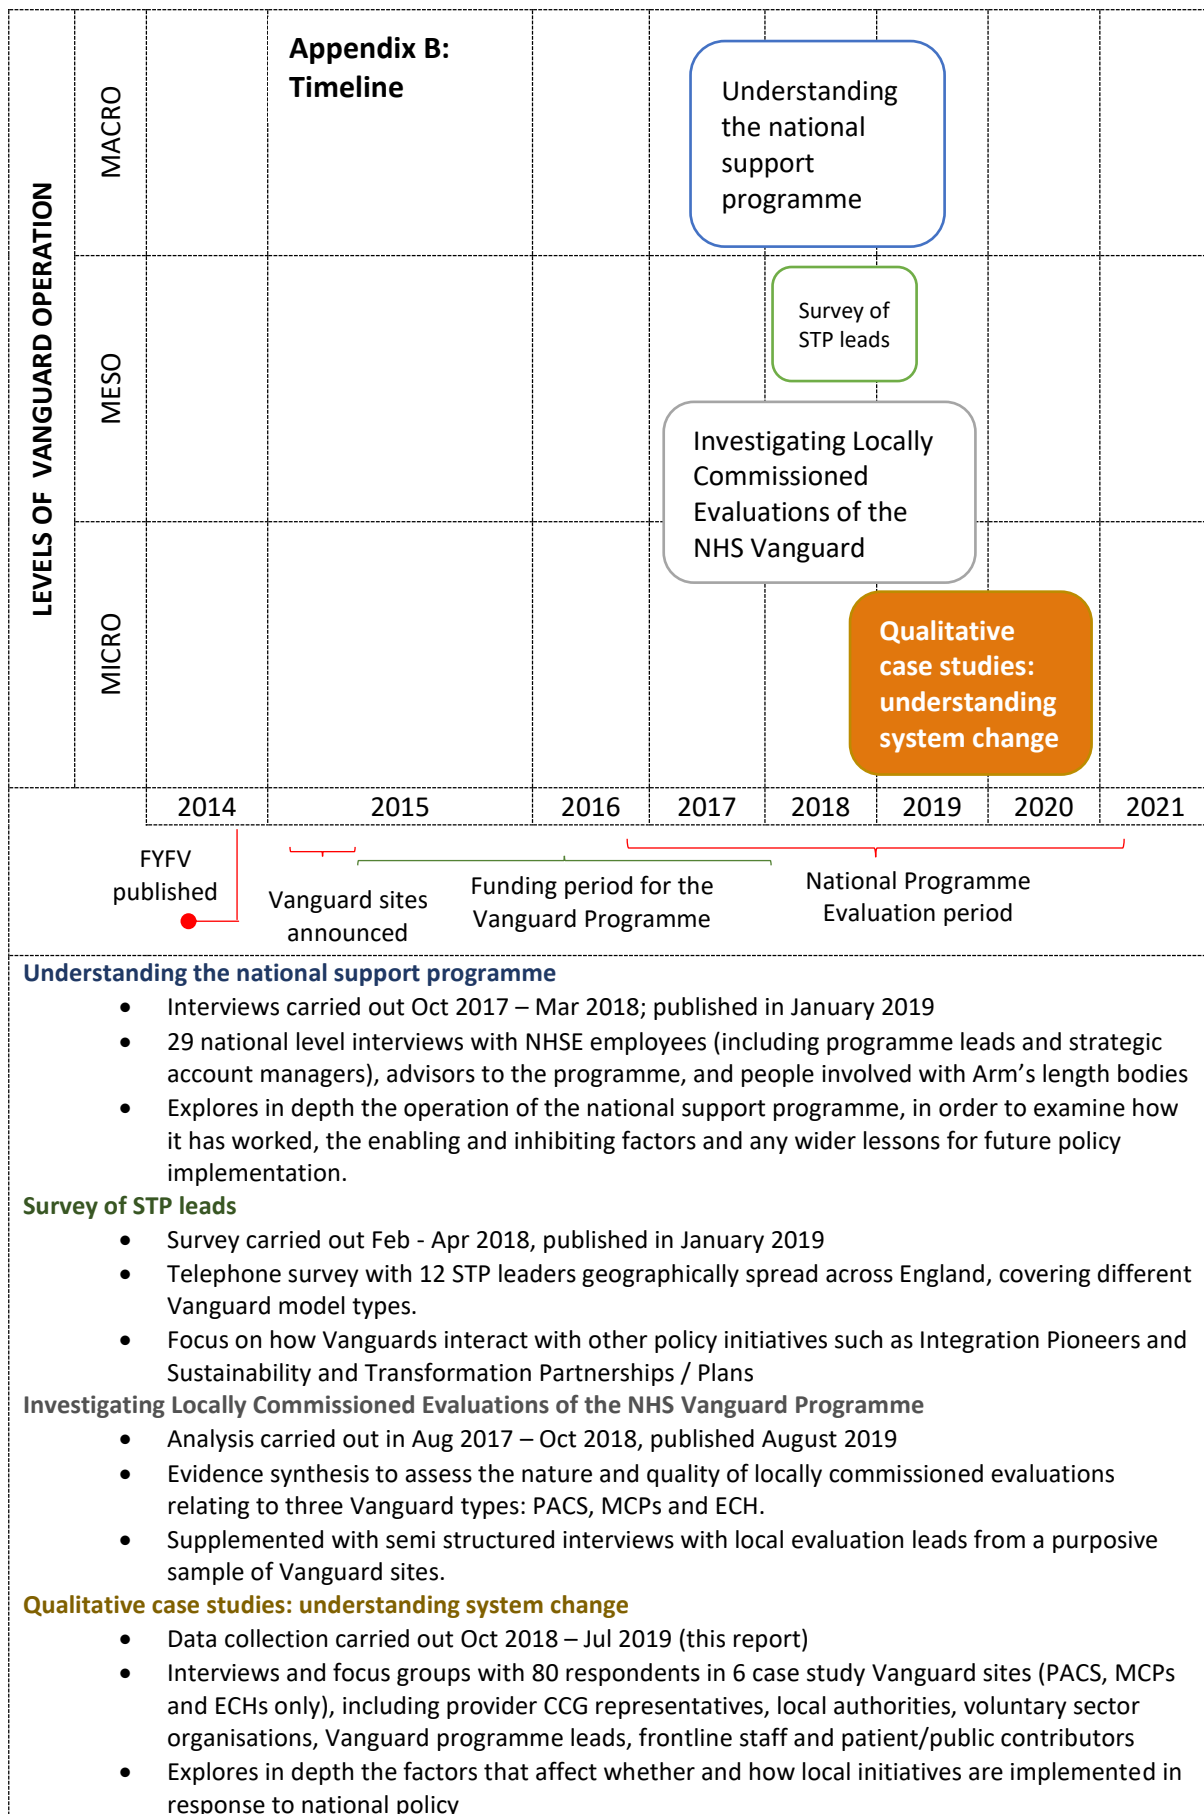 Appendix B:
Timeline
LEVELS OF VANGUARD OPERATION
MACRO
Understanding
the national
support
programme
MESO
Survey of
STP leads
Investigating Locally
Commissioned
Evaluations of the
NHS Vanguard
MICRO
Qualitative
case studies:
understanding
system change
2014 2015 2016 2017 2018 2019 2020 2021
FYFV
published
Vanguard sites
announced
Funding period for the
Vanguard Programme
National Programme
Evaluation period
Understanding the national support programme
• Interviews carried out Oct 2017 – Mar 2018; published in January 2019
• 29 national level interviews with NHSE employees (including programme leads and strategic
account managers), advisors to the programme, and people involved with Arm’s length bodies
• Explores in depth the operation of the national support programme, in order to examine how
it has worked, the enabling and inhibiting factors and any wider lessons for future policy
implementation.
Survey of STP leads
• Survey carried out Feb - Apr 2018, published in January 2019
• Telephone survey with 12 STP leaders geographically spread across England, covering different
Vanguard model types.
• Focus on how Vanguards interact with other policy initiatives such as Integration Pioneers and
Sustainability and Transformation Partnerships / Plans
Investigating Locally Commissioned Evaluations of the NHS Vanguard Programme
• Analysis carried out in Aug 2017 – Oct 2018, published August 2019
• Evidence synthesis to assess the nature and quality of locally commissioned evaluations
relating to three Vanguard types: PACS, MCPs and ECH.
• Supplemented with semi structured interviews with local evaluation leads from a purposive
sample of Vanguard sites.
Qualitative case studies: understanding system change
• Data collection carried out Oct 2018 – Jul 2019 (this report)
• Interviews and focus groups with 80 respondents in 6 case study Vanguard sites (PACS, MCPs
and ECHs only), including provider CCG representatives, local authorities, voluntary sector
organisations, Vanguard programme leads, frontline staff and patient/public contributors
• Explores in depth the factors that affect whether and how local initiatives are implemented in
response to national policy